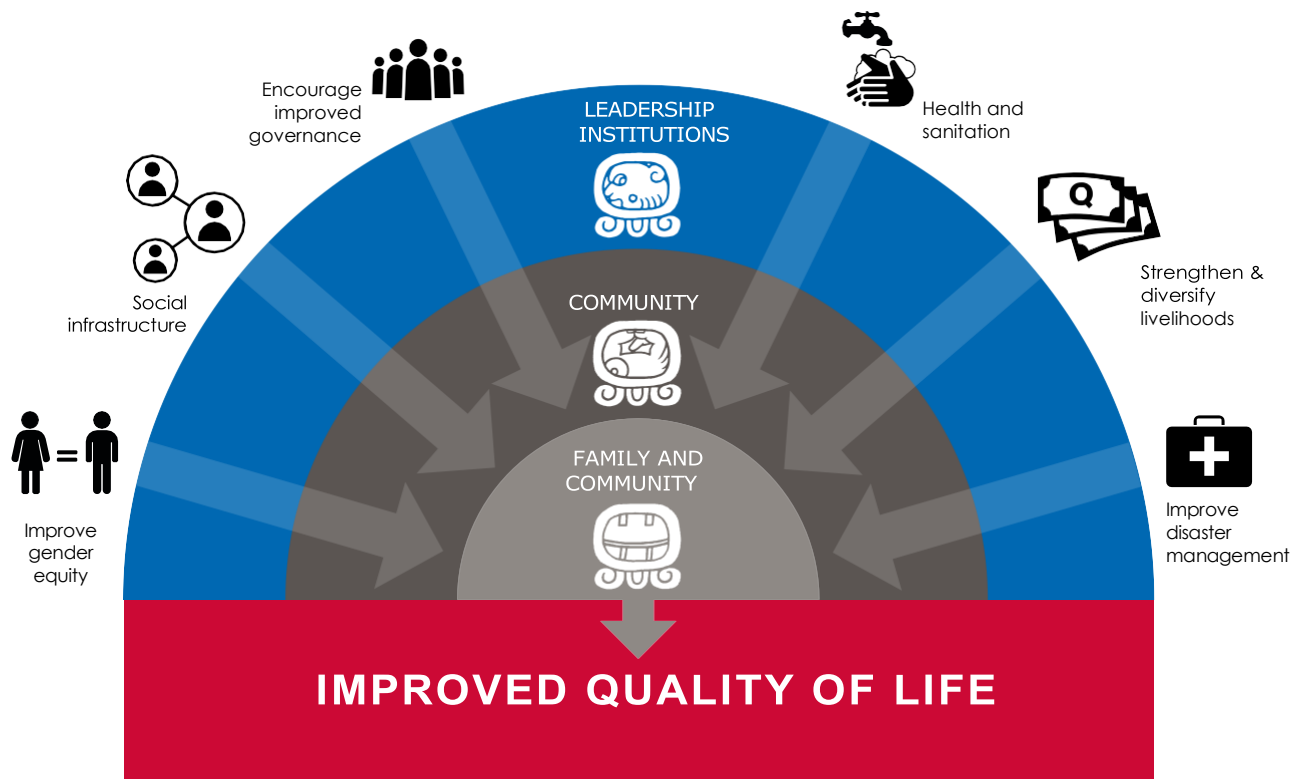 Encourage
improved
governance
Health and
sanitation
Social
infrastructure
Q
Strengthen &
diversify
livelihoods
=
Improve
gender
equity
Improve
disaster
management
LEADERSHIP
INSTITUTIONS
COMMUNITY
FAMILY AND
COMMUNITY
IMPROVED QUALITY OF LIFE